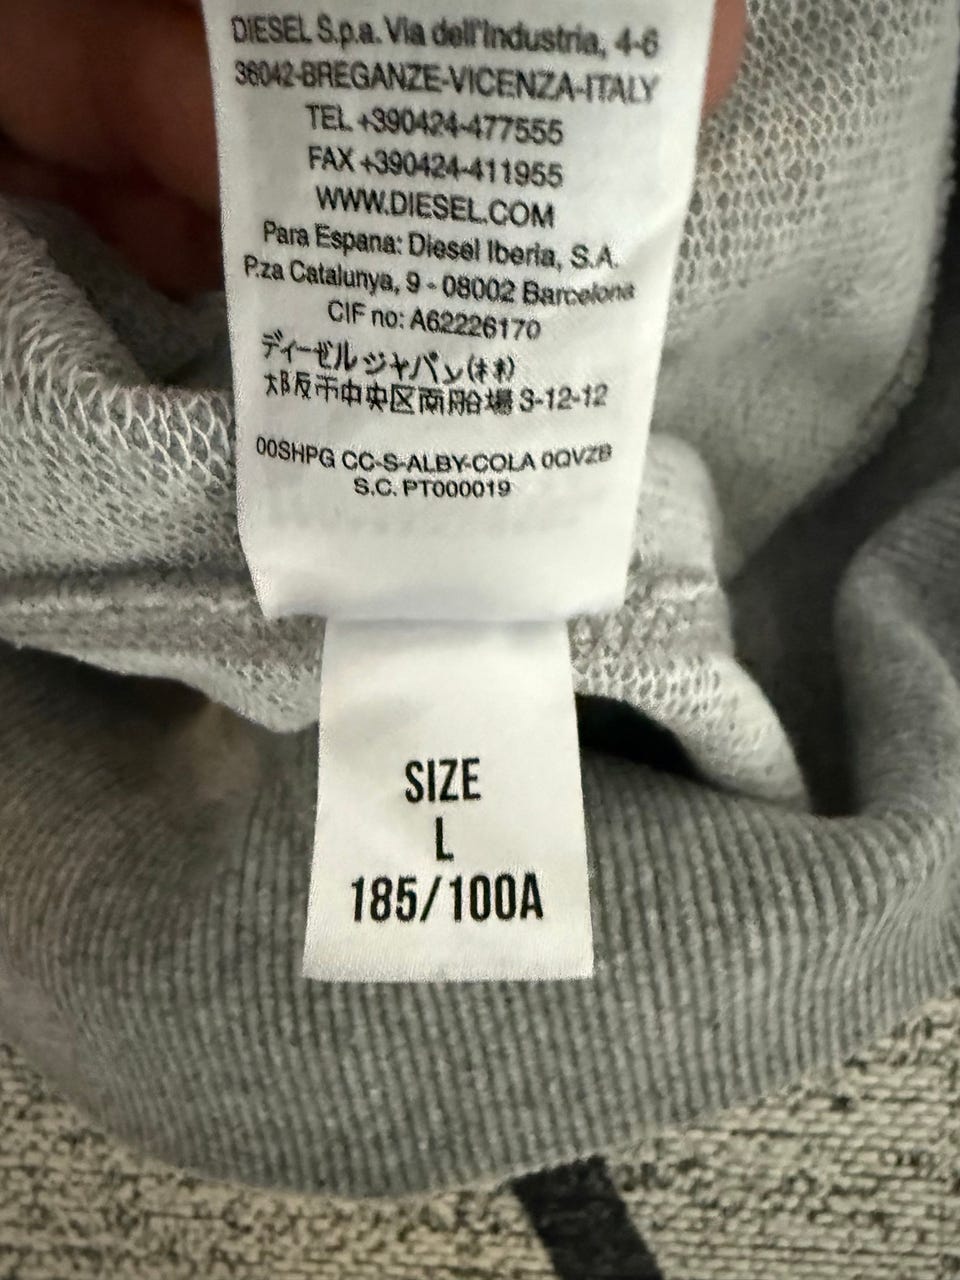 DIESEL S.p.a. Via dell'Industria, 4-6
36042-BREGANZE-VICENZA-ITALY
TEL +390424-477555
FAX +390424-411955
WWW.DIESEL.COM
Para Espana: Diesel Iberia, S.A.
P.za Catalunya, 9 - 08002 Barcelona
CIF no: A62226170
ディーゼルジャパン(株)
大阪市中央区南船場 3-12-12
00SHPG CC-S-ALBY-COLA 0QVZB
S.C. PT000019
SIZE
L
185/100A